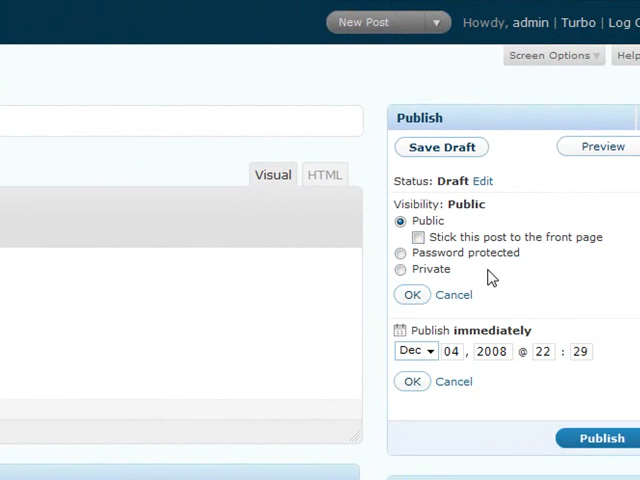 New Post ▼ Howdy, admin | Turbo | Log
Screen Options ▼ Help
Publish
Save Draft Preview
Visual HTML
Status: Draft Edit
Visibility: Public
Public
Stick this post to the front page
Password protected
Private
OK Cancel
Publish immediately
Dec 04, 2008 @ 22 : 29
OK Cancel
Publish